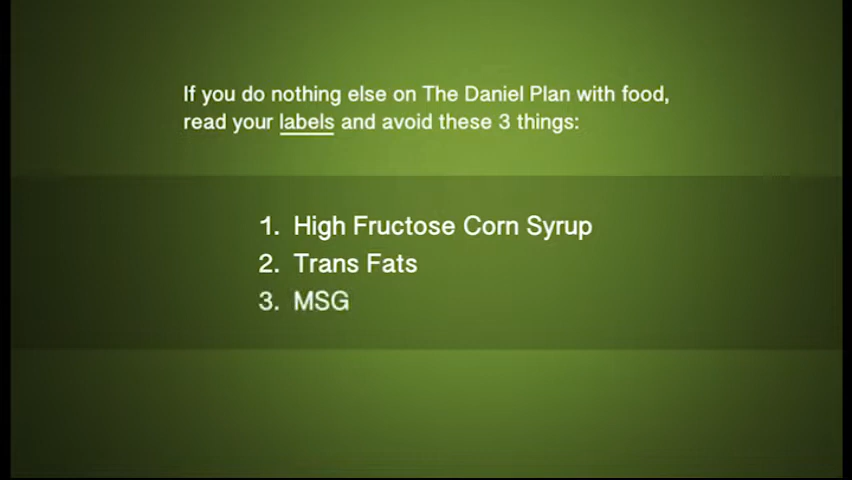 If you do nothing else on The Daniel Plan with food,
read your labels and avoid these 3 things:
1. High Fructose Corn Syrup
2. Trans Fats
3. MSG